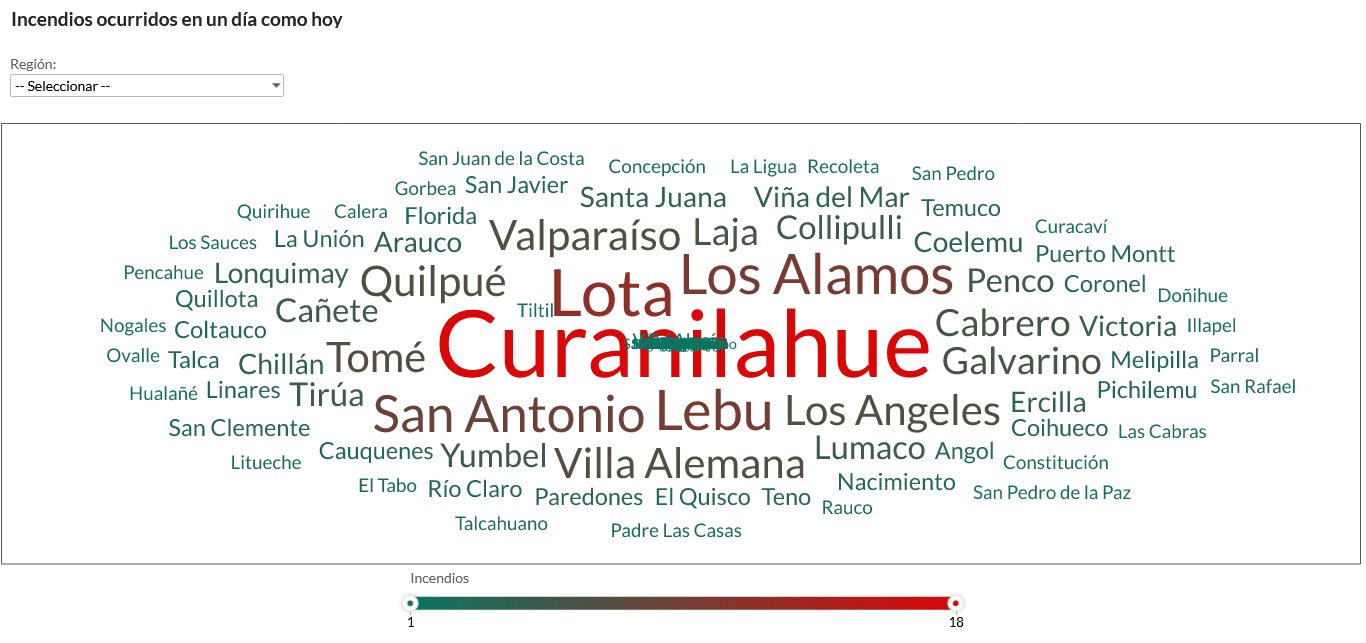 Incendios ocurridos en un día como hoy
Región:
-- Seleccionar --
San Juan de la Costa Concepción La Ligua Recoleta San Pedro
Gorbea San Javier Santa Juana Viña del Mar Temuco
Quirihue Calera Florida Valparaíso Laja Collipulli Curacaví
Los Sauces La Unión Arauco Coelemu Puerto Montt
Pencahue Lonquimay Quilpué Lota Los Alamos Penco Coronel
Quillota Cañete Tiltil Doñihue
Nogales Coltauco Curanilahue Cabrero Victoria Illapel
Ovalle Talca Chillán Tomé Galvarino Melipilla Parral
Hualañé Linares Tirúa Pichilemu San Rafael
San Clemente San Antonio Lebu Los Angeles Ercilla Coihueco Las Cabras
Litueche Cauquenes Yumbel Villa Alemana Lumaco Angol Constitución
El Tabo Río Claro Paredones El Quisco Teno Nacimiento San Pedro de la Paz
Rauco
Talcahuano Padre Las Casas
Incendios
1 18